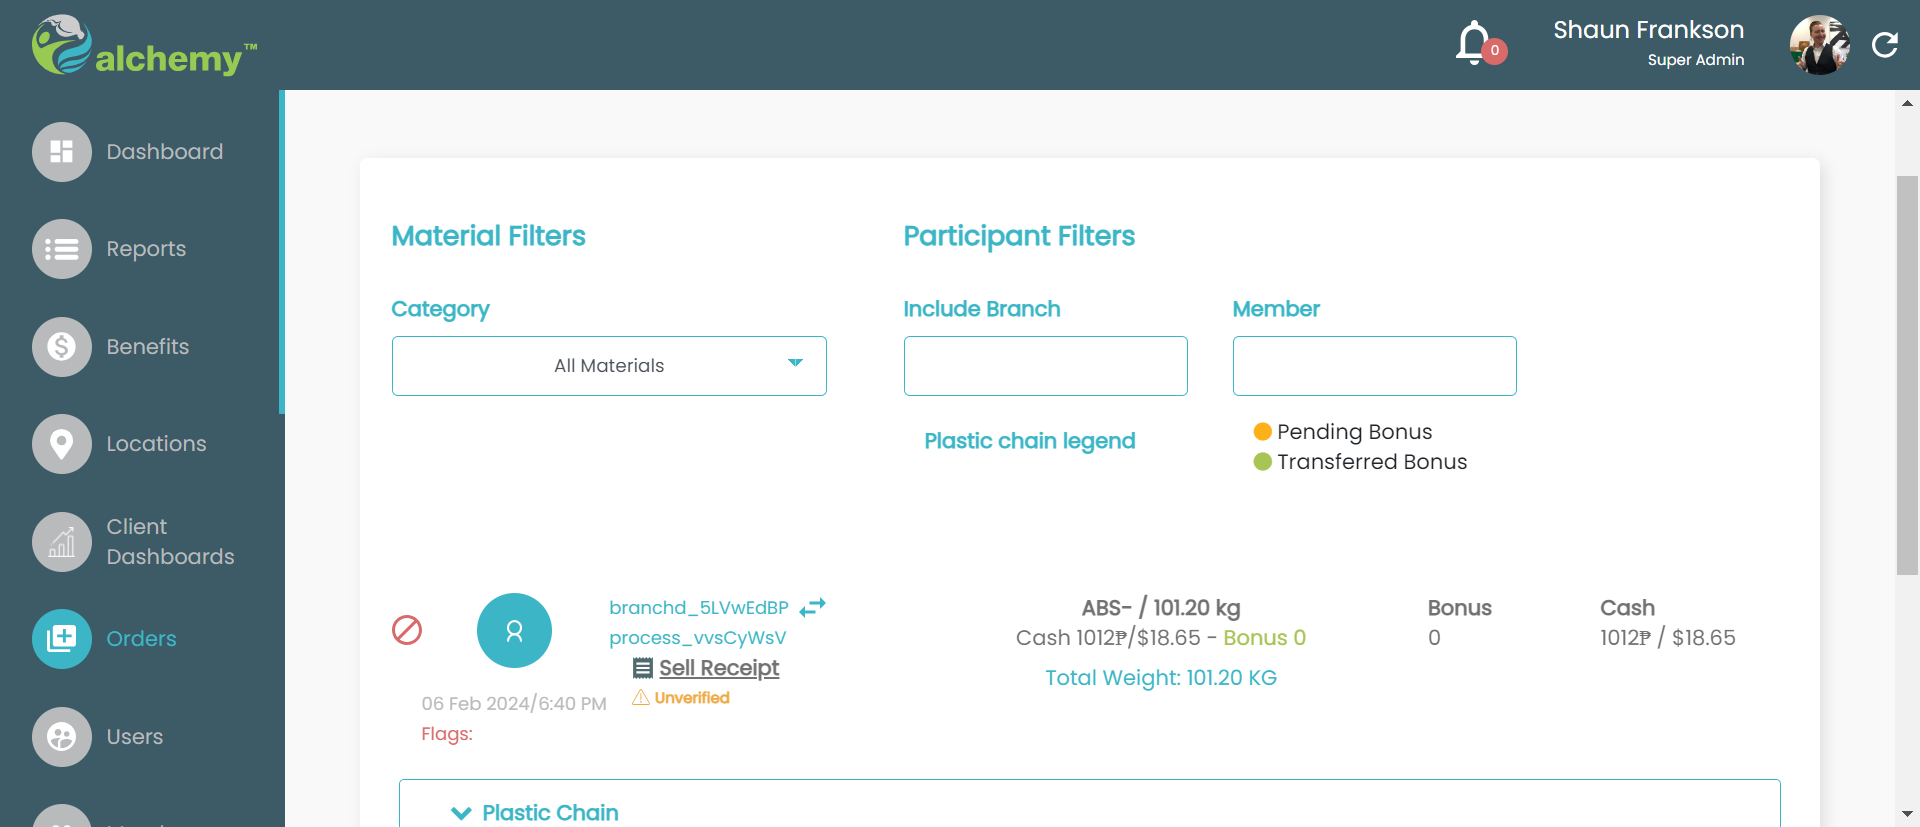 alchemy™
0
Shaun Frankson
Super Admin
Dashboard
Reports
Benefits
Locations
Client
Dashboards
Orders
Users
Material Filters
Participant Filters
Category
Include Branch
Member
All Materials
Plastic chain legend
Pending Bonus
Transferred Bonus
branchd_5LVwEdBP
process_vvsCyWsV
Sell Receipt
Unverified
06 Feb 2024/6:40 PM
Flags:
ABS- / 101.20 kg
Cash 1012₱/$18.65 - Bonus 0
Total Weight: 101.20 KG
Bonus
0
Cash
1012₱ / $18.65
Plastic Chain